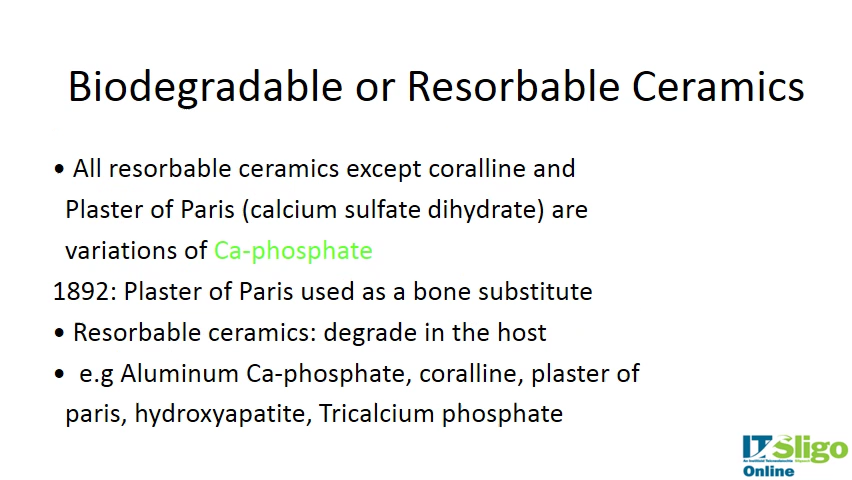 Biodegradable or Resorbable Ceramics
• All resorbable ceramics except coralline and
Plaster of Paris (calcium sulfate dihydrate) are
variations of Ca-phosphate
1892: Plaster of Paris used as a bone substitute
• Resorbable ceramics: degrade in the host
• e.g Aluminum Ca-phosphate, coralline, plaster of
paris, hydroxyapatite, Tricalcium phosphate
IT Sligo
Online